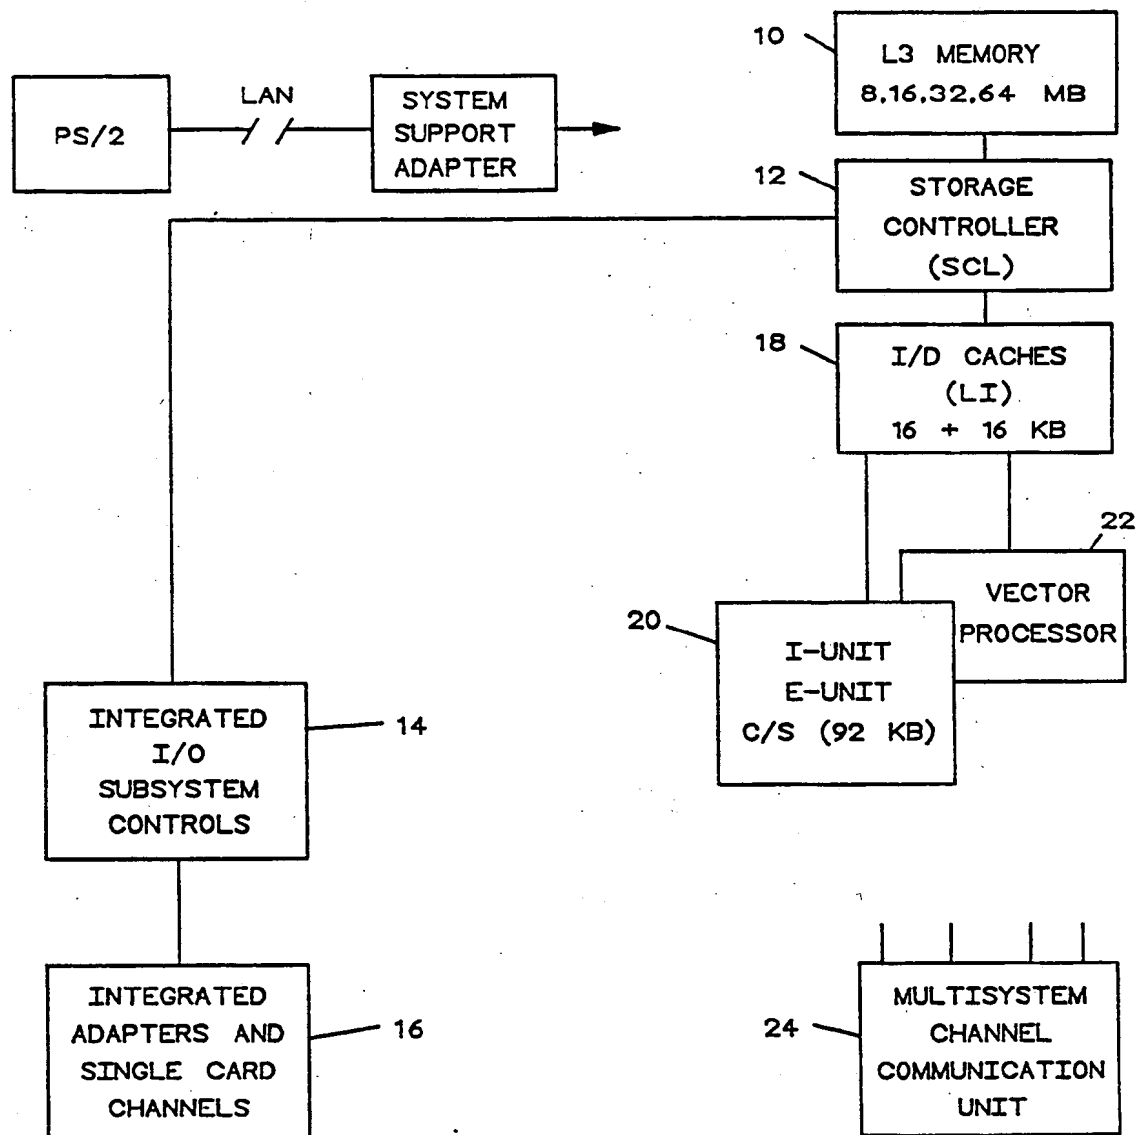 10
L3 MEMORY
8,16,32,64 MB
PS/2
LAN
SYSTEM
SUPPORT
ADAPTER
12
STORAGE
CONTROLLER
(SCL)
18
I/D CACHES
(LI)
16 + 16 KB
22
VECTOR
PROCESSOR
20
I-UNIT
E-UNIT
C/S (92 KB)
INTEGRATED
I/O
SUBSYSTEM
CONTROLS
14
INTEGRATED
ADAPTERS AND
SINGLE CARD
CHANNELS
16
24
MULTISYSTEM
CHANNEL
COMMUNICATION
UNIT